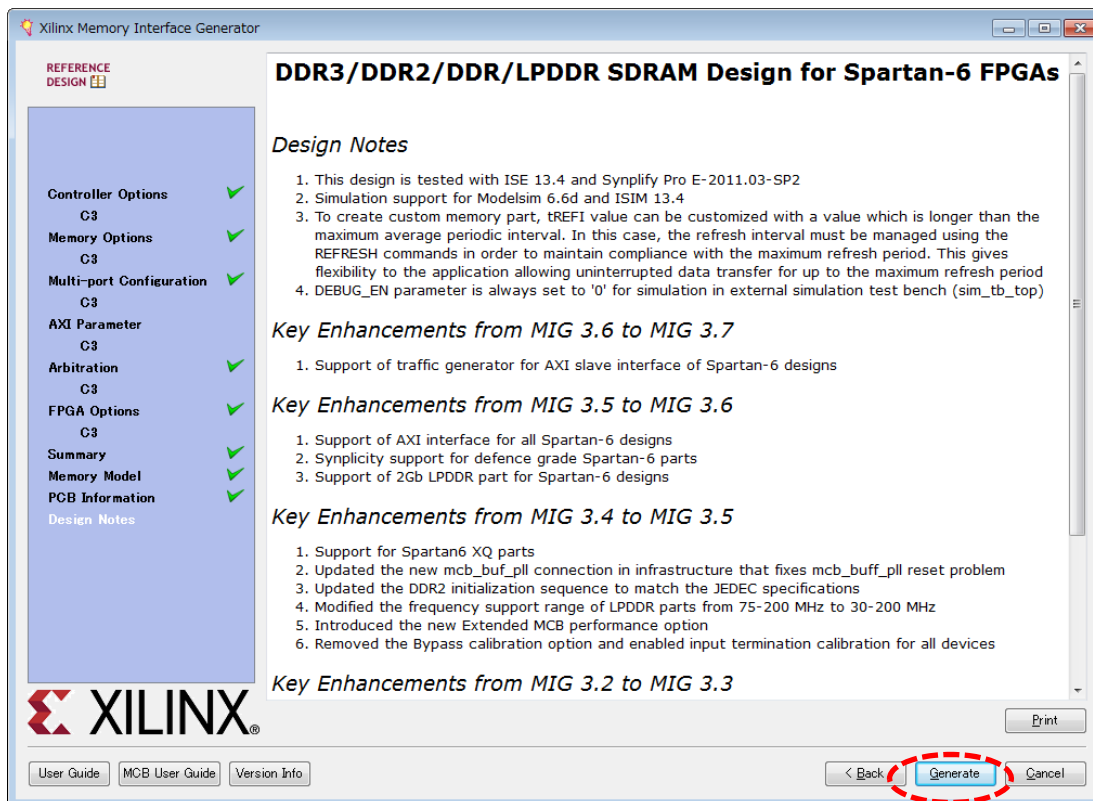 Xilinx Memory Interface Generator
REFERENCE
DESIGN
Controller Options
C3
Memory Options
C3
Multi-port Configuration
C3
AXI Parameter
C3
Arbitration
C3
FPGA Options
C3
Summary
Memory Model
PCB Information
Design Notes
XILINX®
DDR3/DDR2/DDR/LPDDR SDRAM Design for Spartan-6 FPGAs
Design Notes
1. This design is tested with ISE 13.4 and Synplify Pro E-2011.03-SP2
2. Simulation support for Modelsim 6.6d and ISIM 13.4
3. To create custom memory part, tREFI value can be customized with a value which is longer than the
maximum average periodic interval. In this case, the refresh interval must be managed using the
REFRESH commands in order to maintain compliance with the maximum refresh period. This gives
flexibility to the application allowing uninterrupted data transfer for up to the maximum refresh period
4. DEBUG_EN parameter is always set to '0' for simulation in external simulation test bench (sim_tb_top)
Key Enhancements from MIG 3.6 to MIG 3.7
1. Support of traffic generator for AXI slave interface of Spartan-6 designs
Key Enhancements from MIG 3.5 to MIG 3.6
1. Support of AXI interface for all Spartan-6 designs
2. Synplicity support for defence grade Spartan-6 parts
3. Support of 2Gb LPDDR part for Spartan-6 designs
Key Enhancements from MIG 3.4 to MIG 3.5
1. Support for Spartan6 XQ parts
2. Updated the new mcb_buf_pll connection in infrastructure that fixes mcb_buff_pll reset problem
3. Updated the DDR2 initialization sequence to match the JEDEC specifications
4. Modified the frequency support range of LPDDR parts from 75-200 MHz to 30-200 MHz
5. Introduced the new Extended MCB performance option
6. Removed the Bypass calibration option and enabled input termination calibration for all devices
Key Enhancements from MIG 3.2 to MIG 3.3
Print
User Guide MCB User Guide Version Info < Back Generate Cancel